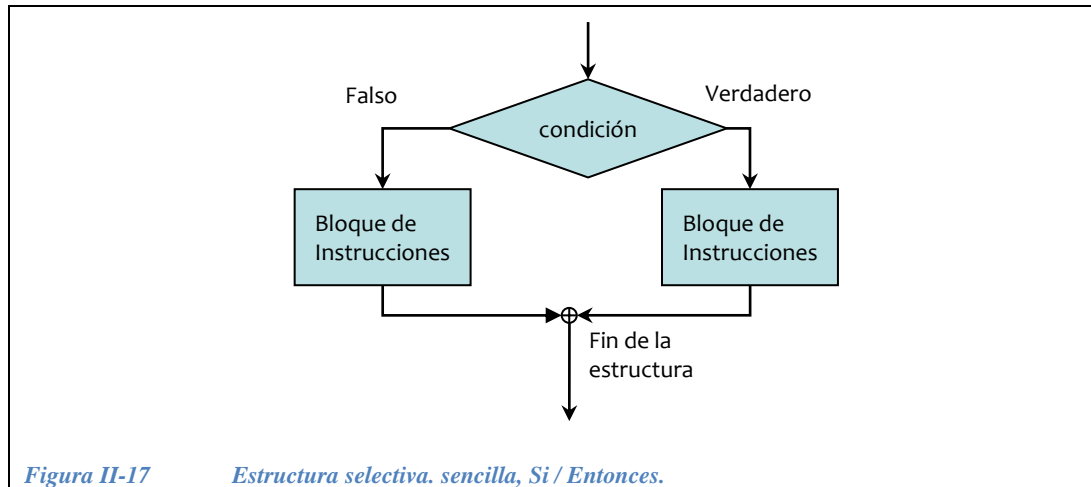 Falso
Verdadero
condición
Bloque de
Instrucciones
Bloque de
Instrucciones
Fin de la
estructura
Figura II-17 Estructura selectiva. sencilla, Si / Entonces.